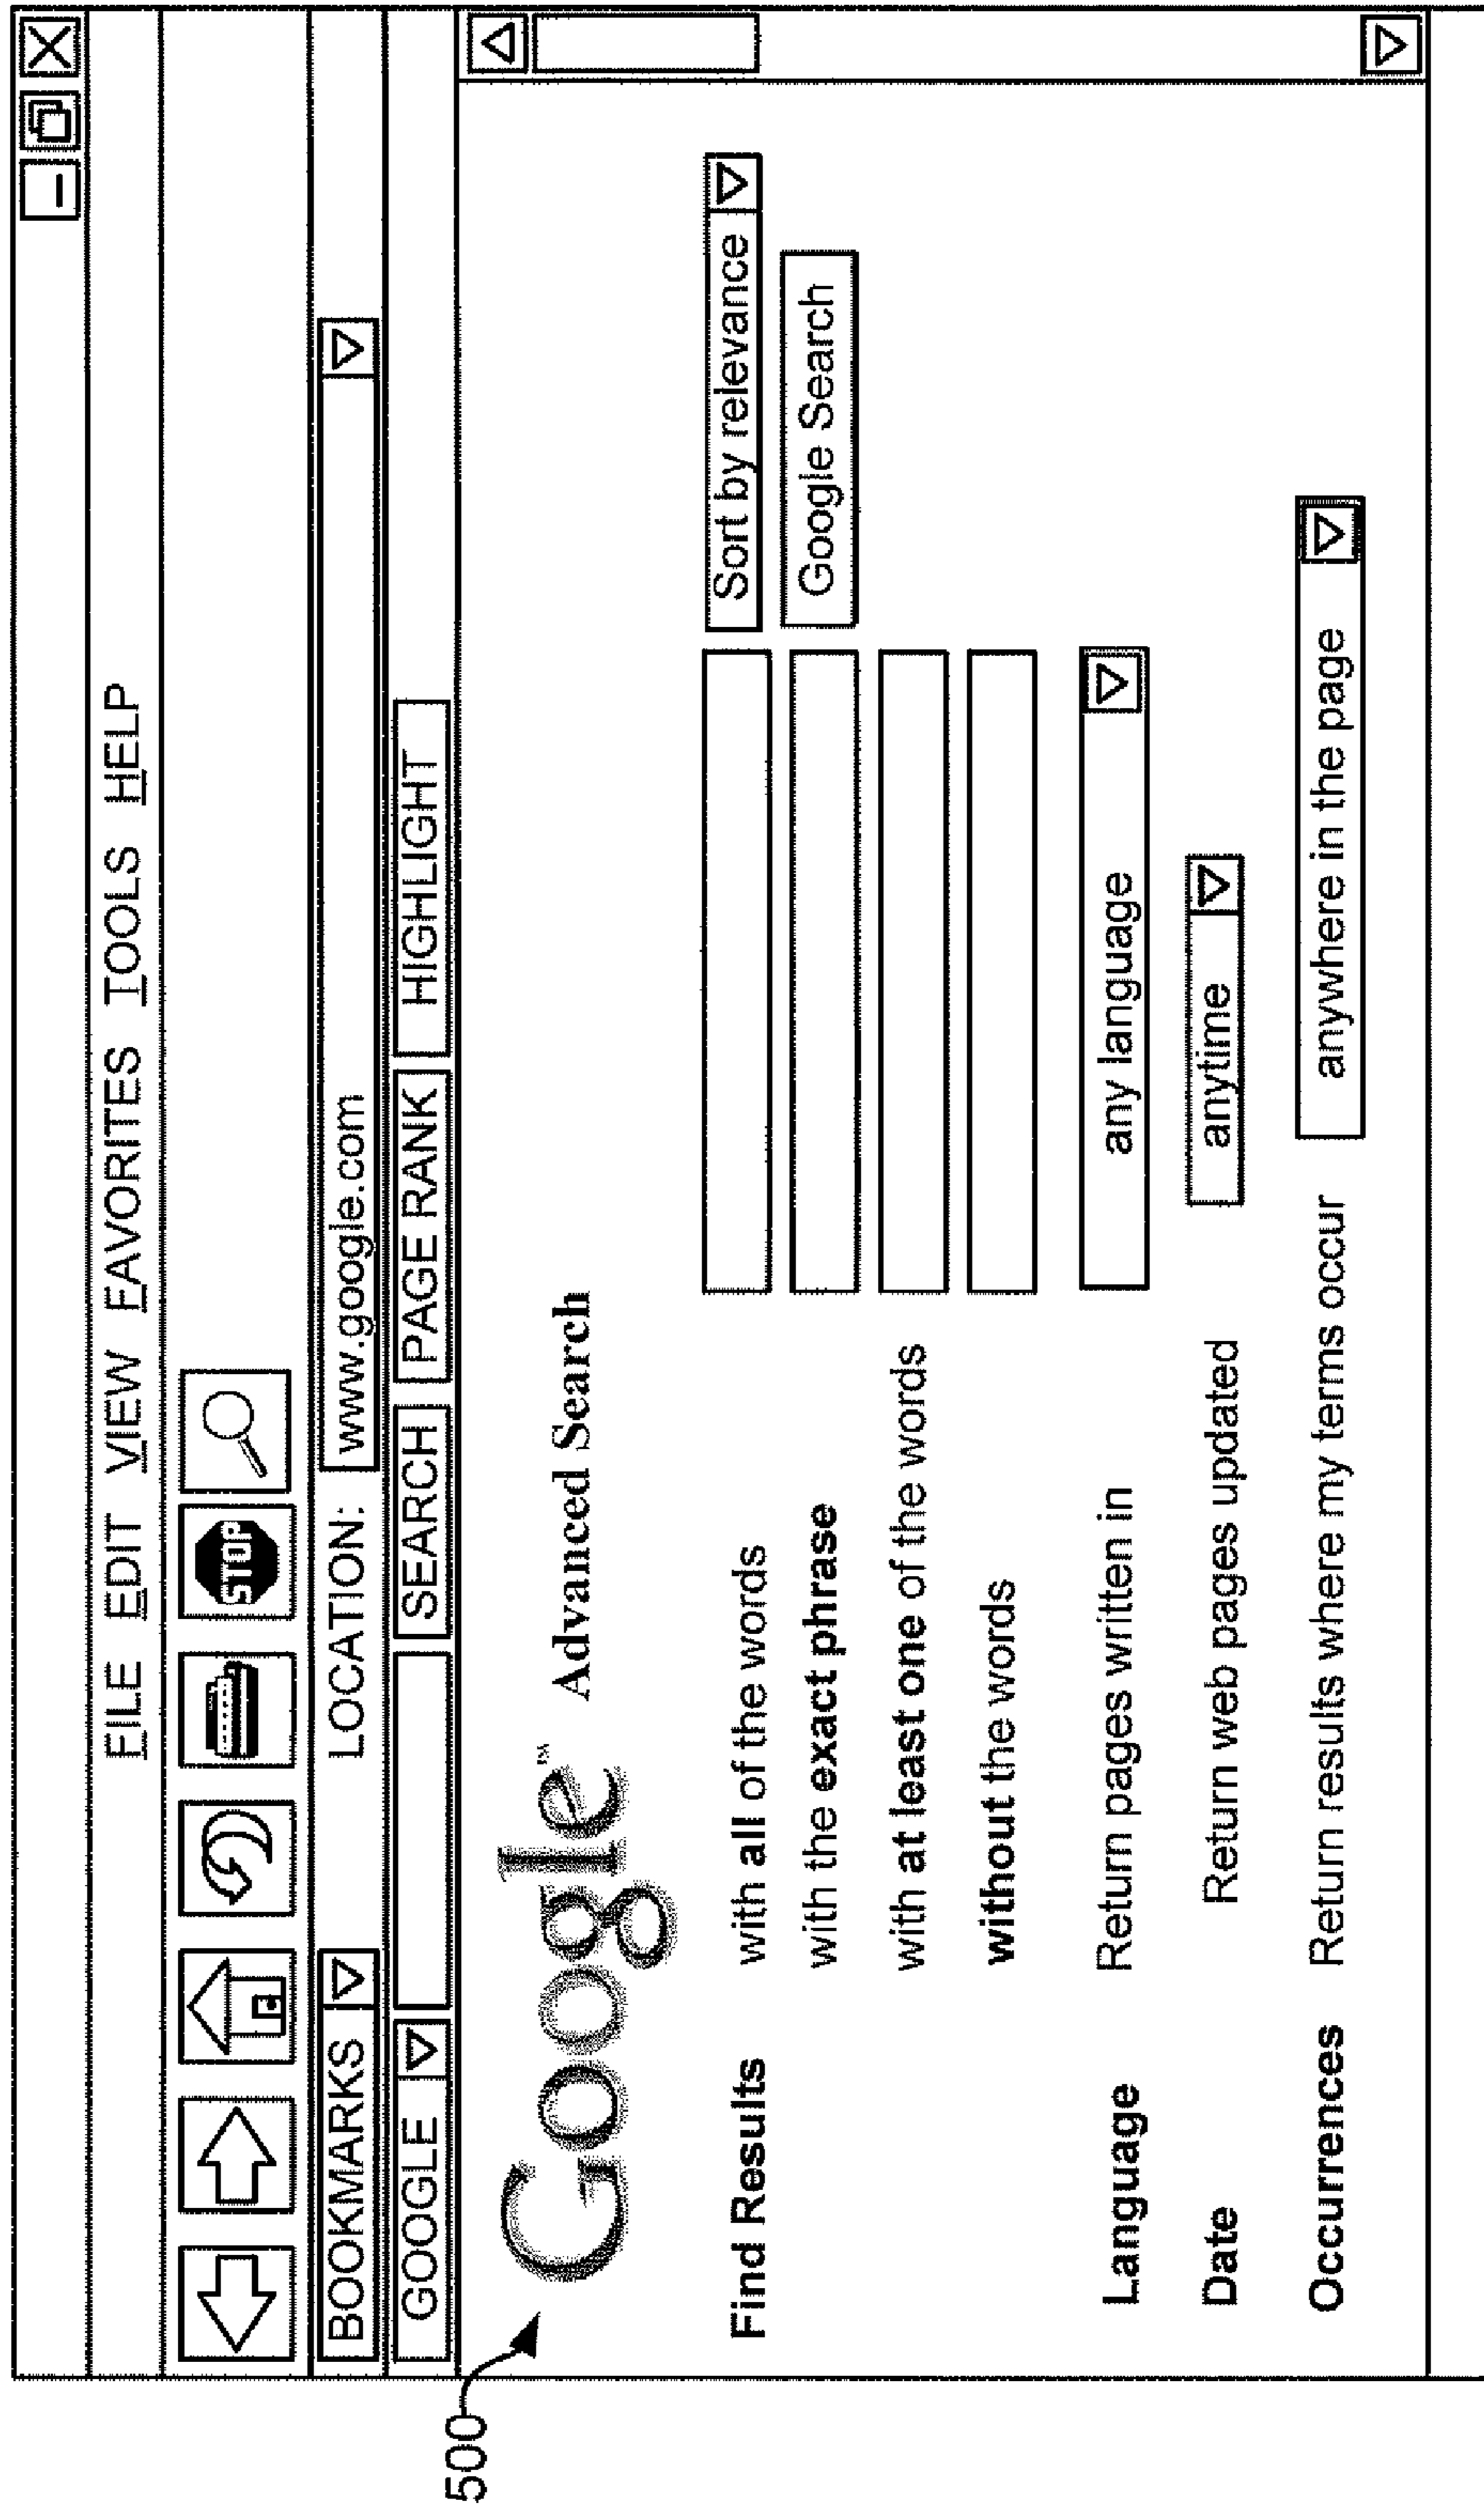 FILE EDIT VIEW FAVORITES TOOLS HELP
STOP
BOOKMARKS LOCATION: www.google.com
GOOGLE SEARCH PAGE RANK HIGHLIGHT
500
Google™ Advanced Search
Find Results with all of the words Sort by relevance
with the exact phrase Google Search
with at least one of the words
without the words
Language Return pages written in any language
Date Return web pages updated anytime
Occurrences Return results where my terms occur anywhere in the page